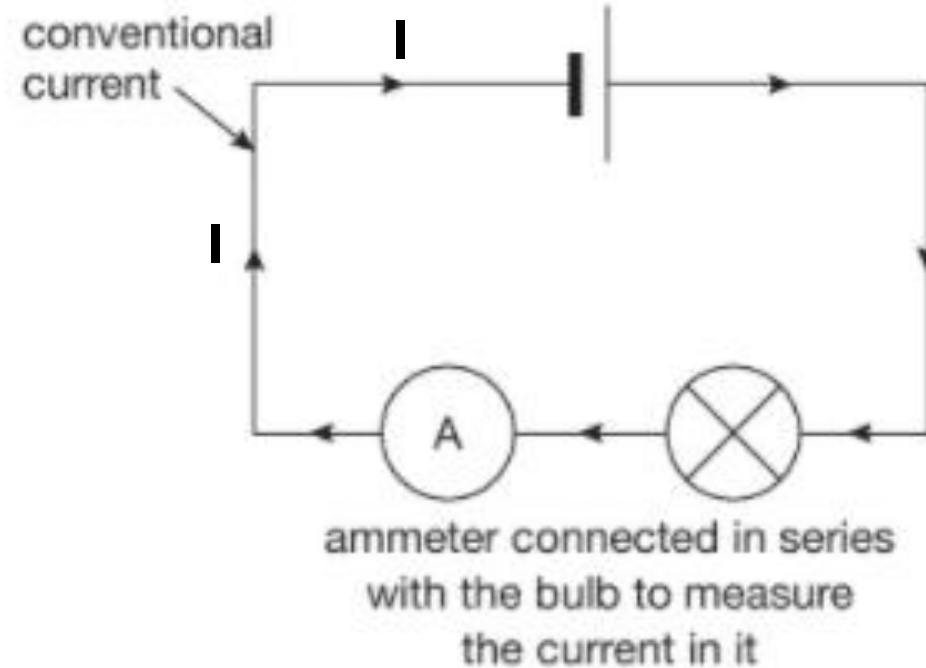 conventional
current
I
I
A
ammeter connected in series
with the bulb to measure
the current in it